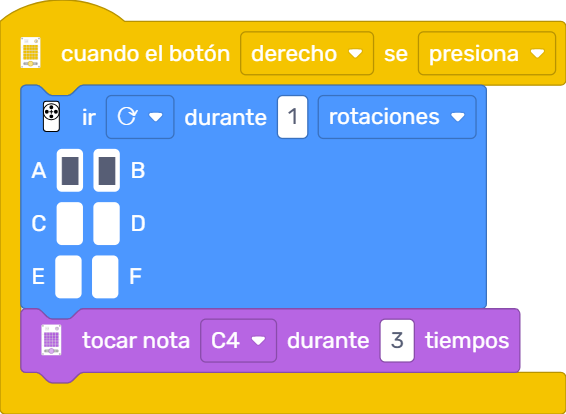 cuando el botón derecho se presiona
ir durante 1 rotaciones
A B
C D
E F
tocar nota C4 durante 3 tiempos